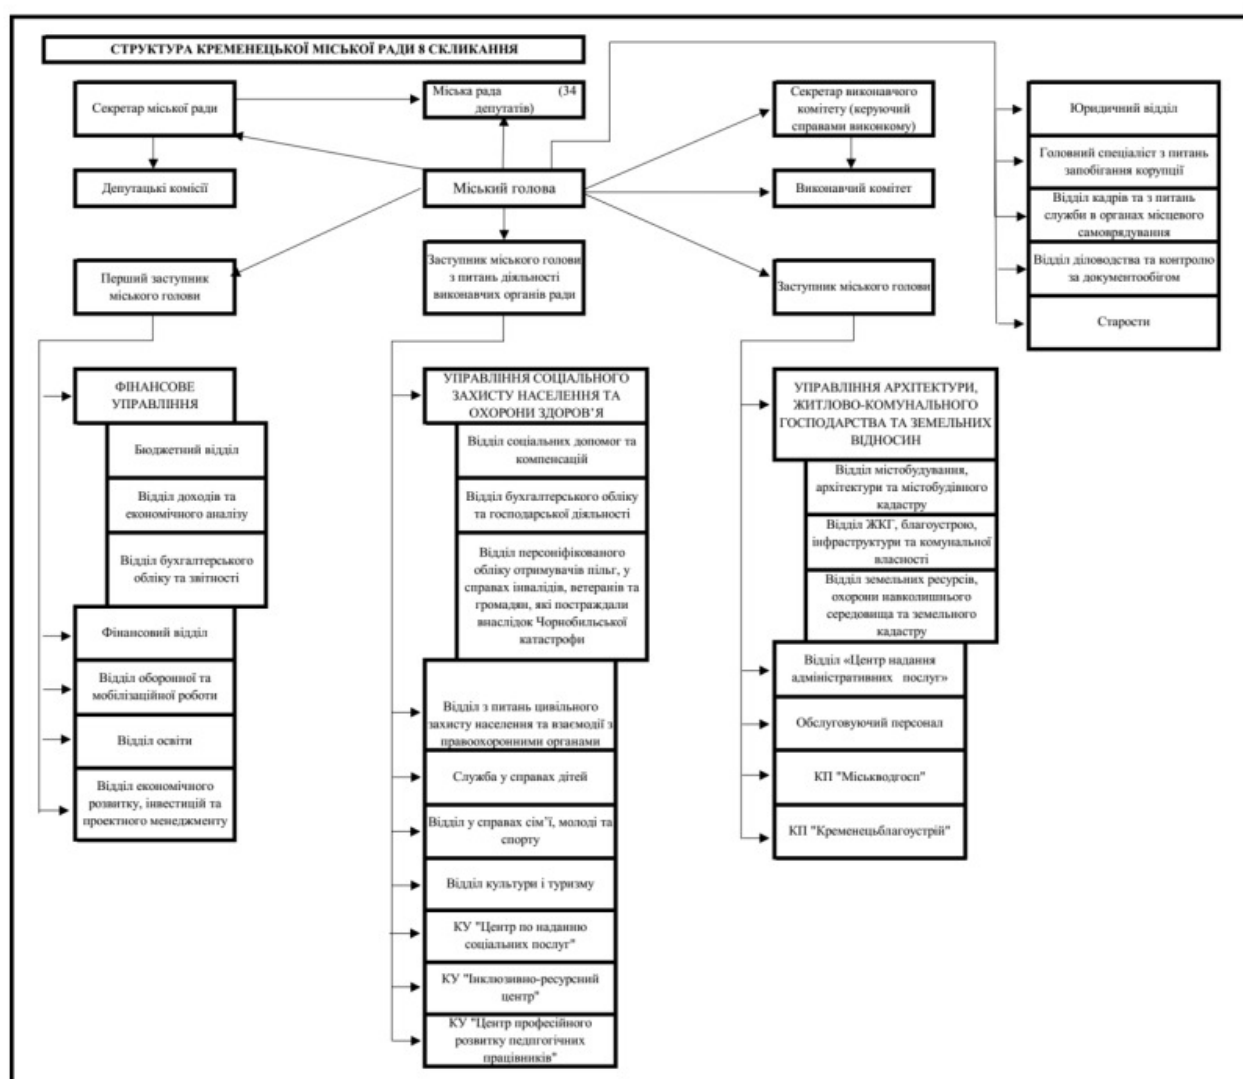 СТРУКТУРА КРЕМЕНЕЦЬКОЇ МІСЬКОЇ РАДИ 8 СКЛИКАННЯ
Секретар міської ради
Міська рада (34
депутатів)
Секретар виконавчого
комітету (керуючий
справами виконкому)
Юридичний відділ
Депутацькі комісії
Міський голова
Виконавчий комітет
Головний спеціаліст з питань
запобігання корупції
Відділ кадрів та з питань
служби в органах місцевого
самоврядування
Відділ діловодства та контролю
за документообігом
Старости
Перший заступник
міського голови
Заступник міського голови
з питань діяльності
виконавчих органів ради
Заступник міського голови
ФІНАНСОВЕ
УПРАВЛІННЯ
Бюджетний відділ
Відділ доходів та
економічного аналізу
Відділ бухгалтерського
обліку та звітності
Фінансовий відділ
Відділ оборонної та
мобілізаційної роботи
Відділ освіти
Відділ економічного
розвитку, інвестицій та
проектного менеджменту
УПРАВЛІННЯ СОЦІАЛЬНОГО
ЗАХИСТУ НАСЕЛЕННЯ ТА
ОХОРОНИ ЗДОРОВ’Я
Відділ соціальних допомог та
компенсацій
Відділ бухгалтерського обліку
та господарської діяльності
Відділ персоніфікованого
обліку отримувачів пільг, у
справах інвалідів, ветеранів та
громадян, які постраждали
внаслідок Чорнобильської
катастрофи
Відділ з питань цивільного
захисту населення та взаємодії з
правоохоронними органами
Служба у справах дітей
Відділ у справах сім’ї, молоді та
спорту
Відділ культури і туризму
КУ "Центр по наданню
соціальних послуг"
КУ "Інклюзивно-ресурсний
центр"
КУ "Центр професійного
розвитку педпгогічних
працівників"
УПРАВЛІННЯ АРХІТЕКТУРИ,
ЖИТЛОВО-КОМУНАЛЬНОГО
ГОСПОДАРСТВА ТА ЗЕМЕЛЬНИХ
ВІДНОСИН
Відділ містобудування,
архітектури та містобудівного
кадастру
Відділ ЖКГ, благоустрою,
інфраструктури та комунальної
власності
Відділ земельних ресурсів,
охорони навколишнього
середовища та земельного
кадастру
Відділ «Центр надання
адміністративних послуг»
Обслуговуючий персонал
КП "Міськводгосп"
КП "Кременецьблагоустрій"